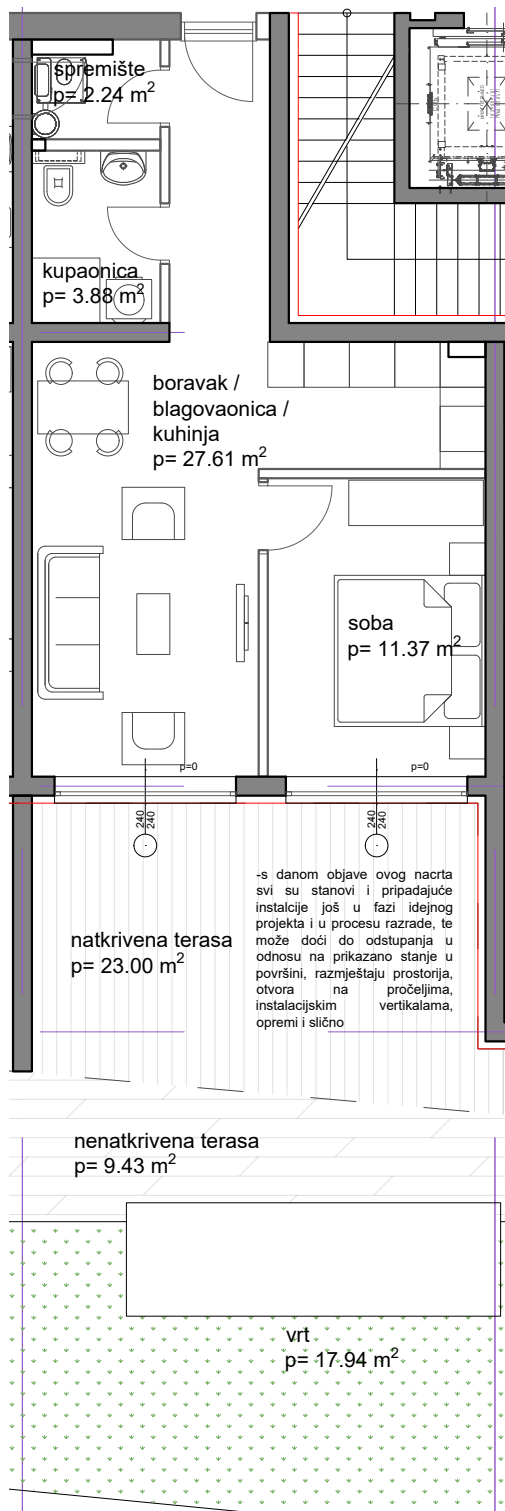 spremište
p= 2.24 m²
kupaonica
p= 3.88 m²
boravak /
blagovaonica /
kuhinja
p= 27.61 m²
soba
p= 11.37 m²
p=0
p=0
240
240
240
240
-s danom objave ovog nacrta
svi su stanovi i pripadajuće
instalcije još u fazi idejnog
projekta i u procesu razrade, te
može doći do odstupanja u
odnosu na prikazano stanje u
površini, razmještaju prostorija,
otvora na pročeljima,
instalacijskim vertikalama,
opremi i slično
natkrivena terasa
p= 23.00 m²
nenatkrivena terasa
p= 9.43 m²
vrt
p= 17.94 m²